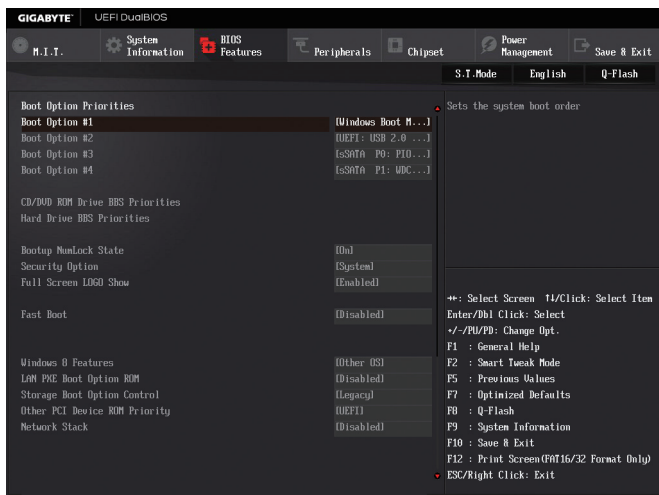 GIGABYTE™ UEFI DualBIOS
M.I.T.
System Information
BIOS Features
Peripherals
Chipset
Power Management
Save & Exit
S.T.Mode English Q-Flash
Boot Option Priorities
Boot Option #1 [Windows Boot M...]
Boot Option #2 [UEFI: USB 2.0 ...]
Boot Option #3 [sSATA P0: PIO...]
Boot Option #4 [sSATA P1: WDC...]
CD/DVD ROM Drive BBS Priorities
Hard Drive BBS Priorities
Bootup NumLock State [On]
Security Option [System]
Full Screen LOGO Show [Enabled]
Fast Boot [Disabled]
Windows 8 Features [Other OS]
LAN PXE Boot Option ROM [Disabled]
Storage Boot Option Control [Legacy]
Other PCI Device ROM Priority [UEFI]
Network Stack [Disabled]
Sets the system boot order
→←: Select Screen ↑↓/Click: Select Item
Enter/Dbl Click: Select
+/-/PU/PD: Change Opt.
F1 : General Help
F2 : Smart Tweak Mode
F5 : Previous Values
F7 : Optimized Defaults
F8 : Q-Flash
F9 : System Information
F10 : Save & Exit
F12 : Print Screen(FAT16/32 Format Only)
ESC/Right Click: Exit